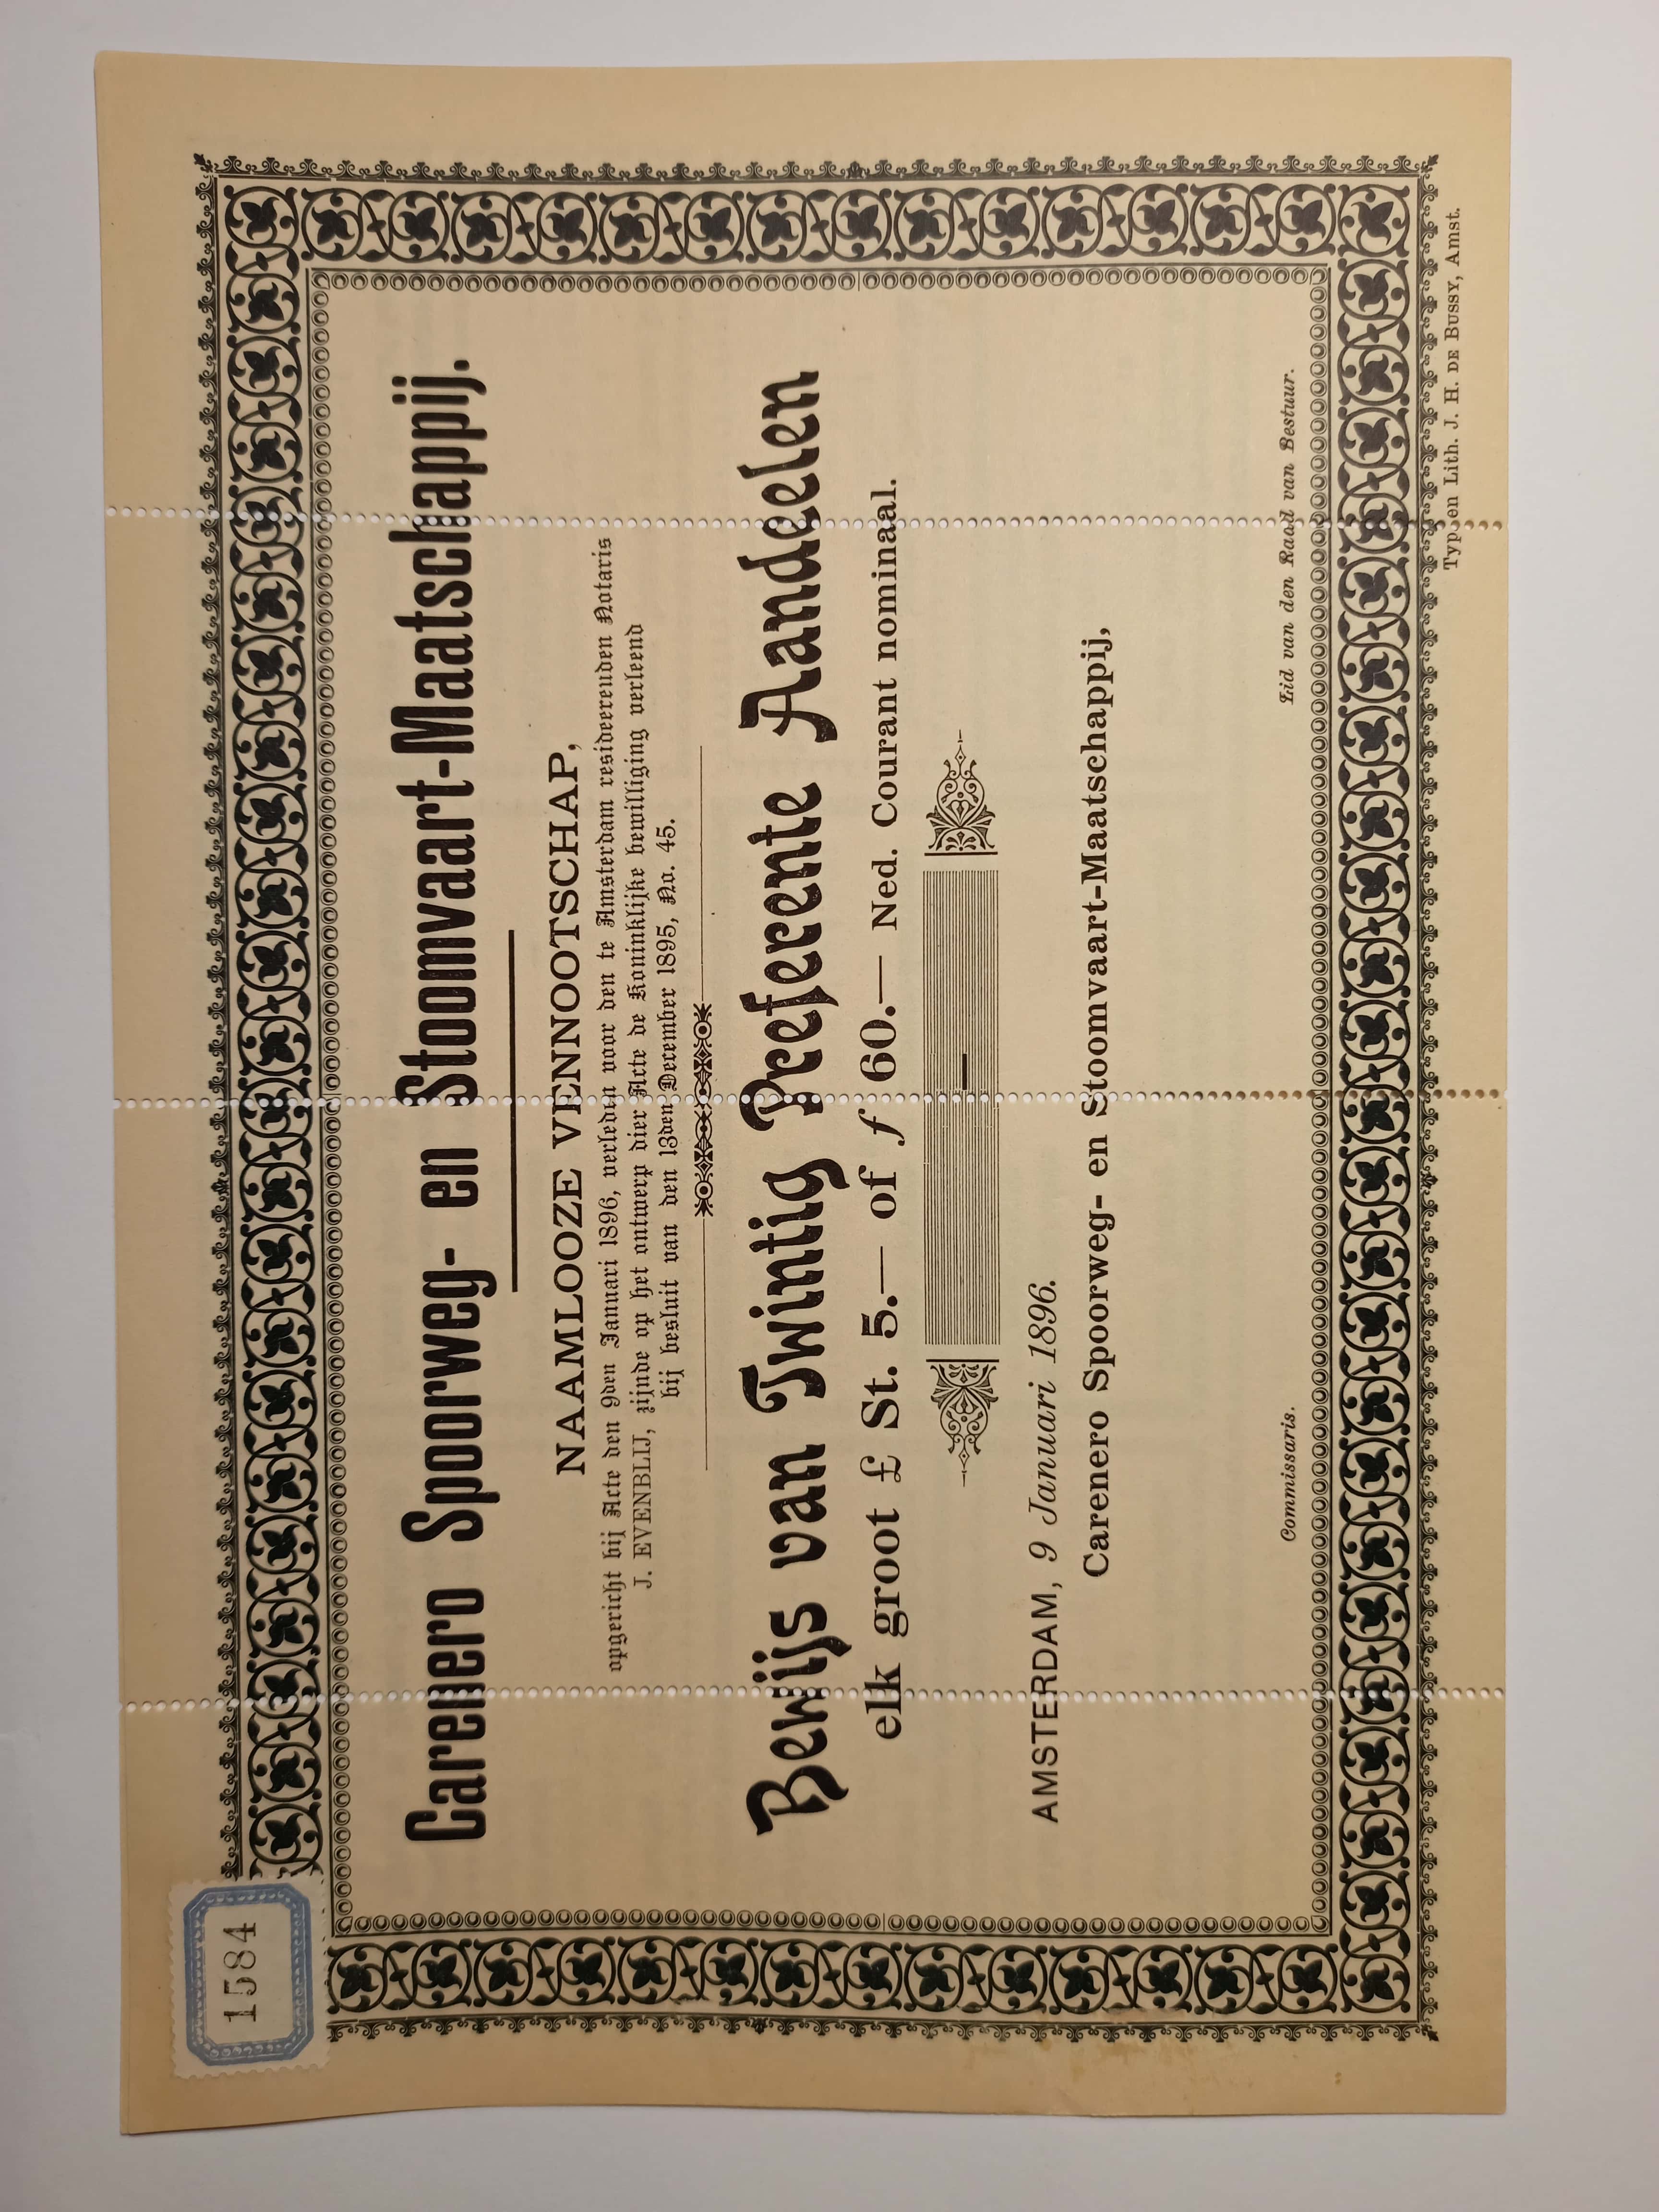 1584
Carenero Spoorweg- en Stoomvaart-Maatschappij.
NAAMLOOZE VENNOOTSCHAP,
opgericht bij Acte den 9den Januari 1896, verleden voor den te Amsterdam resideerenden Notaris
J. EVENBLIJ, zijnde op het ontwerp dier Acte de Koninklijke bewilliging verleend
bij besluit van den 13den December 1895, No. 45.
Bewijs van Twintig Preferente Aandeelen
elk groot £ St. 5.— of f 60.— Ned. Courant nominaal.
AMSTERDAM, 9 Januari 1896.
Carenero Spoorweg- en Stoomvaart-Maatschappij,
Commissaris. Lid van den Raad van Bestuur.
Typ. en Lith. J. H. DE BUSSY, Amst.